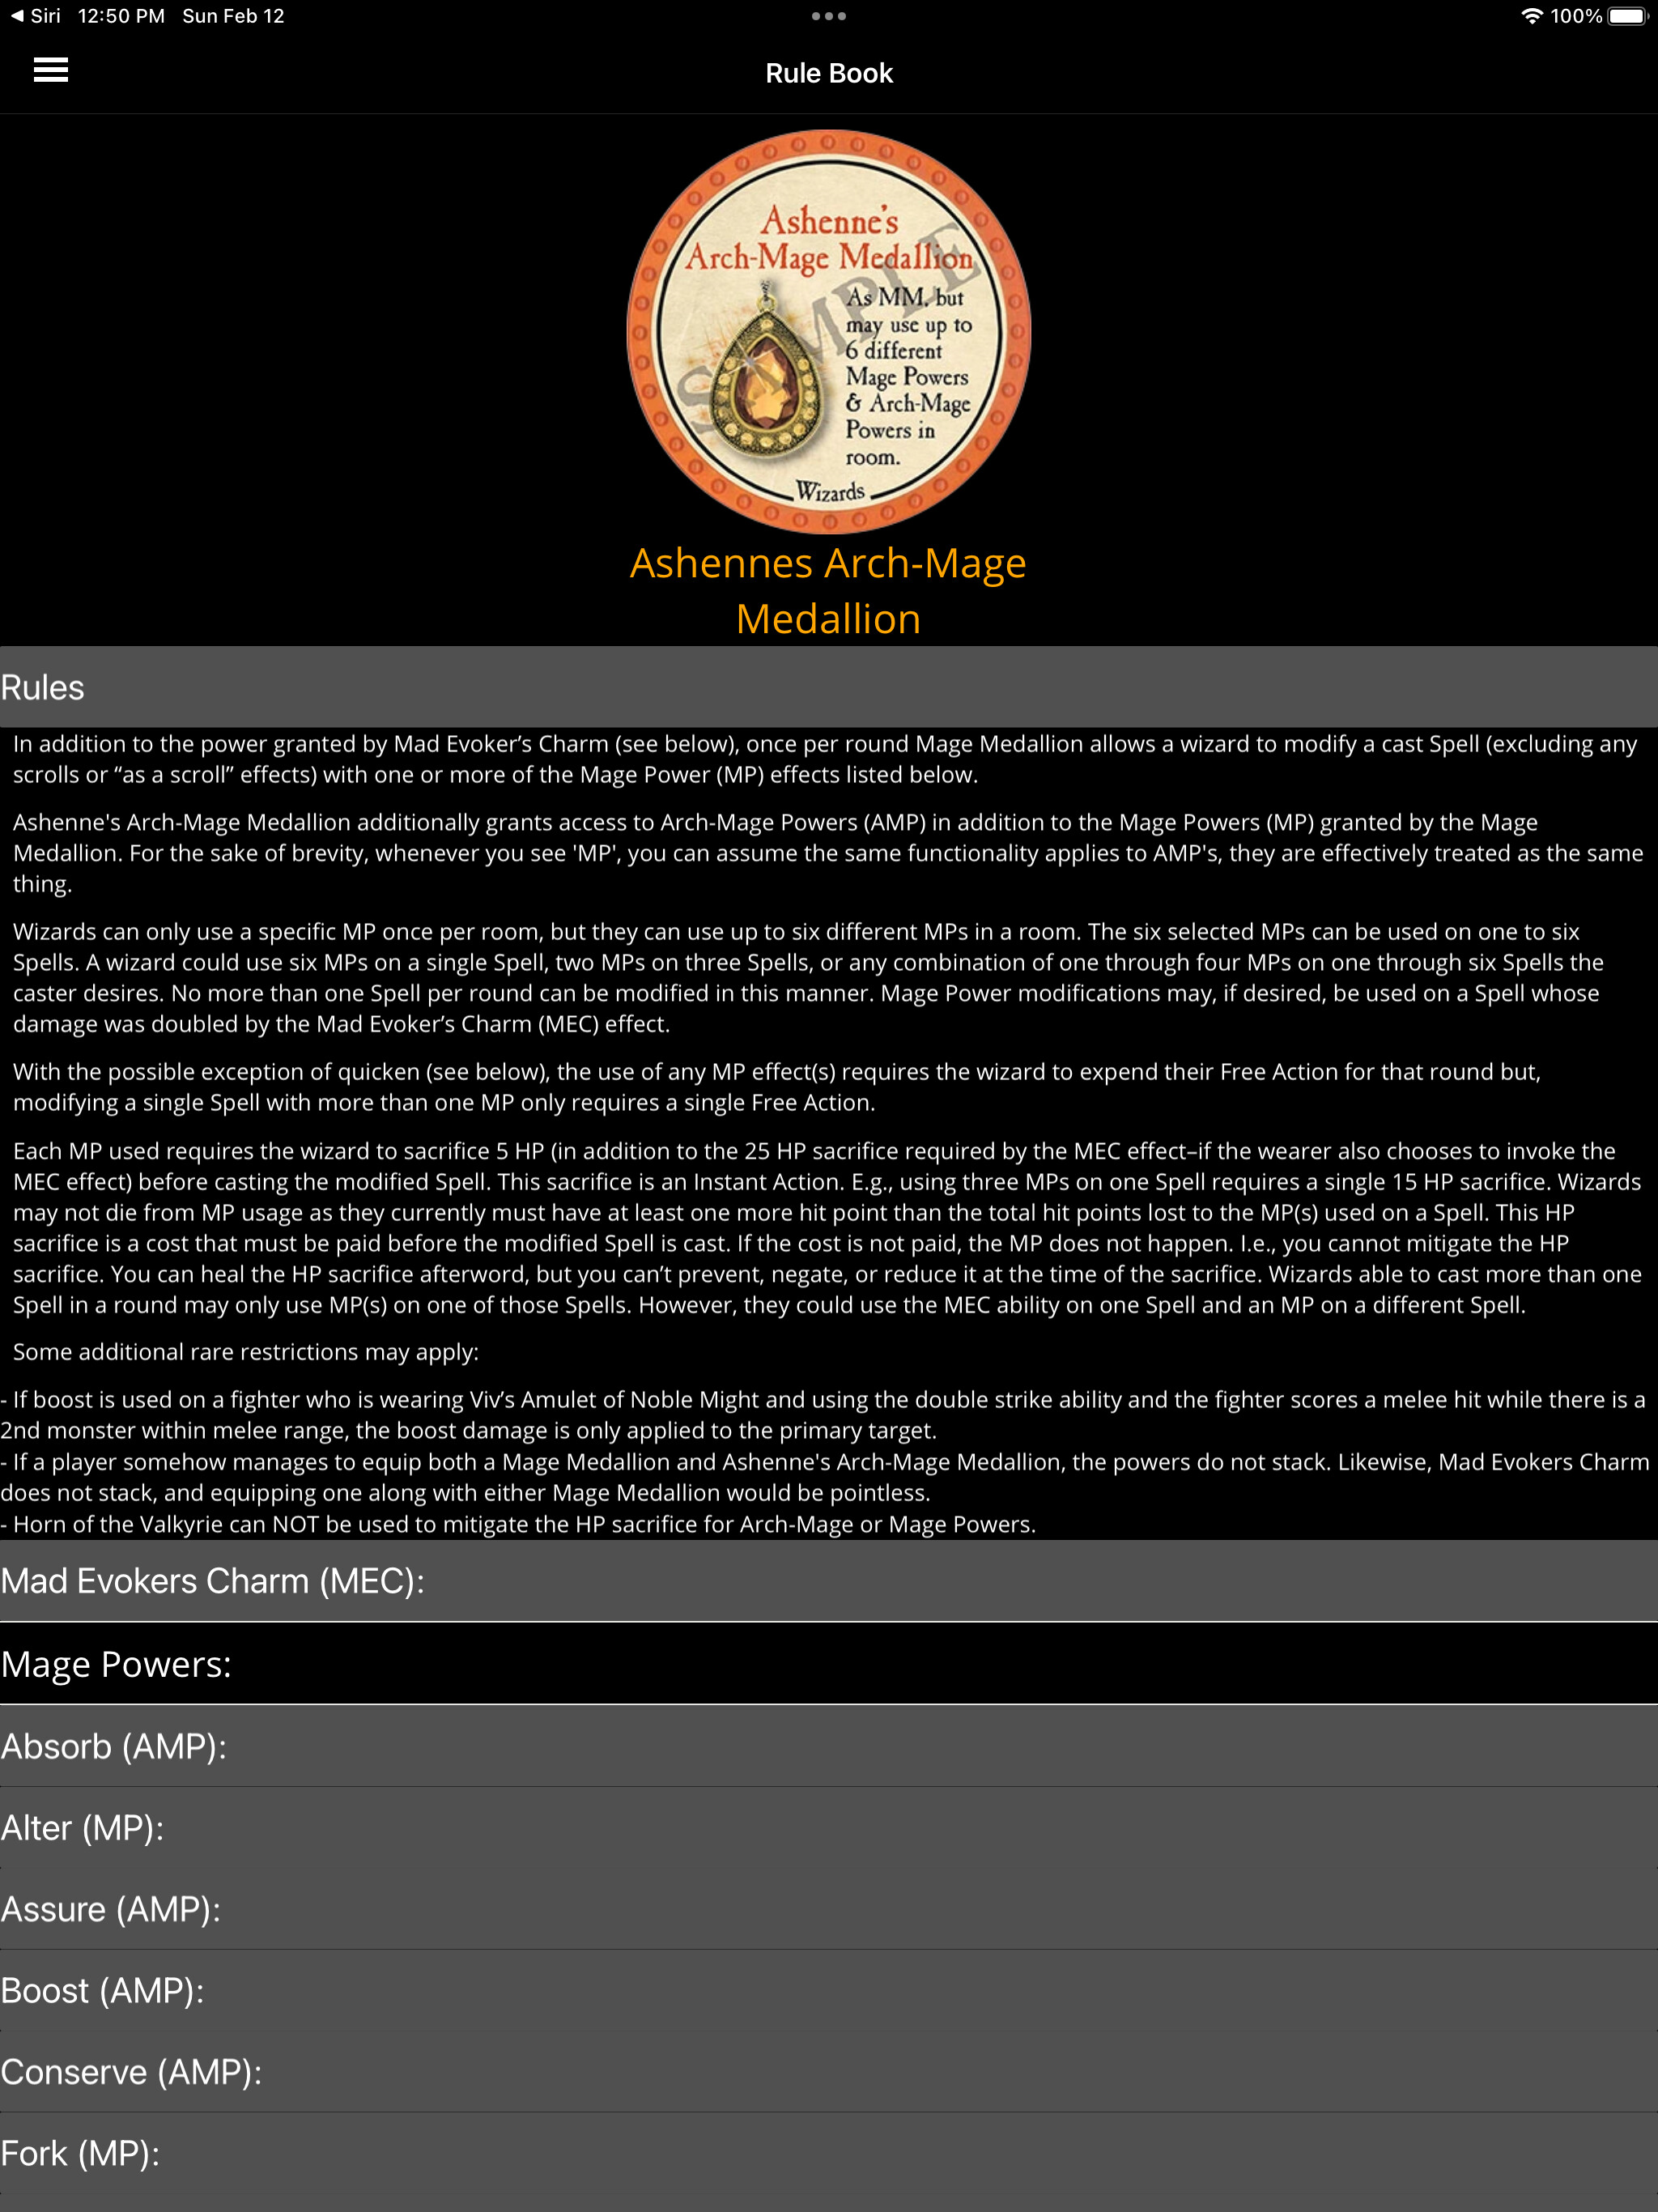 ◀ Siri 12:50 PM Sun Feb 12
100%
Rule Book
Ashenne's
Arch-Mage Medallion
As MM, but
may use up to
6 different
Mage Powers
& Arch-Mage
Powers in
room.
Wizards
SAMPLE
Ashennes Arch-Mage
Medallion
Rules
In addition to the power granted by Mad Evoker’s Charm (see below), once per round Mage Medallion allows a wizard to modify a cast Spell (excluding any
scrolls or “as a scroll” effects) with one or more of the Mage Power (MP) effects listed below.
Ashenne's Arch-Mage Medallion additionally grants access to Arch-Mage Powers (AMP) in addition to the Mage Powers (MP) granted by the Mage
Medallion. For the sake of brevity, whenever you see 'MP', you can assume the same functionality applies to AMP's, they are effectively treated as the same
thing.
Wizards can only use a specific MP once per room, but they can use up to six different MPs in a room. The six selected MPs can be used on one to six
Spells. A wizard could use six MPs on a single Spell, two MPs on three Spells, or any combination of one through four MPs on one through six Spells the
caster desires. No more than one Spell per round can be modified in this manner. Mage Power modifications may, if desired, be used on a Spell whose
damage was doubled by the Mad Evoker’s Charm (MEC) effect.
With the possible exception of quicken (see below), the use of any MP effect(s) requires the wizard to expend their Free Action for that round but,
modifying a single Spell with more than one MP only requires a single Free Action.
Each MP used requires the wizard to sacrifice 5 HP (in addition to the 25 HP sacrifice required by the MEC effect–if the wearer also chooses to invoke the
MEC effect) before casting the modified Spell. This sacrifice is an Instant Action. E.g., using three MPs on one Spell requires a single 15 HP sacrifice. Wizards
may not die from MP usage as they currently must have at least one more hit point than the total hit points lost to the MP(s) used on a Spell. This HP
sacrifice is a cost that must be paid before the modified Spell is cast. If the cost is not paid, the MP does not happen. I.e., you cannot mitigate the HP
sacrifice. You can heal the HP sacrifice afterword, but you can’t prevent, negate, or reduce it at the time of the sacrifice. Wizards able to cast more than one
Spell in a round may only use MP(s) on one of those Spells. However, they could use the MEC ability on one Spell and an MP on a different Spell.
Some additional rare restrictions may apply:
- If boost is used on a fighter who is wearing Viv’s Amulet of Noble Might and using the double strike ability and the fighter scores a melee hit while there is a
2nd monster within melee range, the boost damage is only applied to the primary target.
- If a player somehow manages to equip both a Mage Medallion and Ashenne's Arch-Mage Medallion, the powers do not stack. Likewise, Mad Evokers Charm
does not stack, and equipping one along with either Mage Medallion would be pointless.
- Horn of the Valkyrie can NOT be used to mitigate the HP sacrifice for Arch-Mage or Mage Powers.
Mad Evokers Charm (MEC):
Mage Powers:
Absorb (AMP):
Alter (MP):
Assure (AMP):
Boost (AMP):
Conserve (AMP):
Fork (MP):